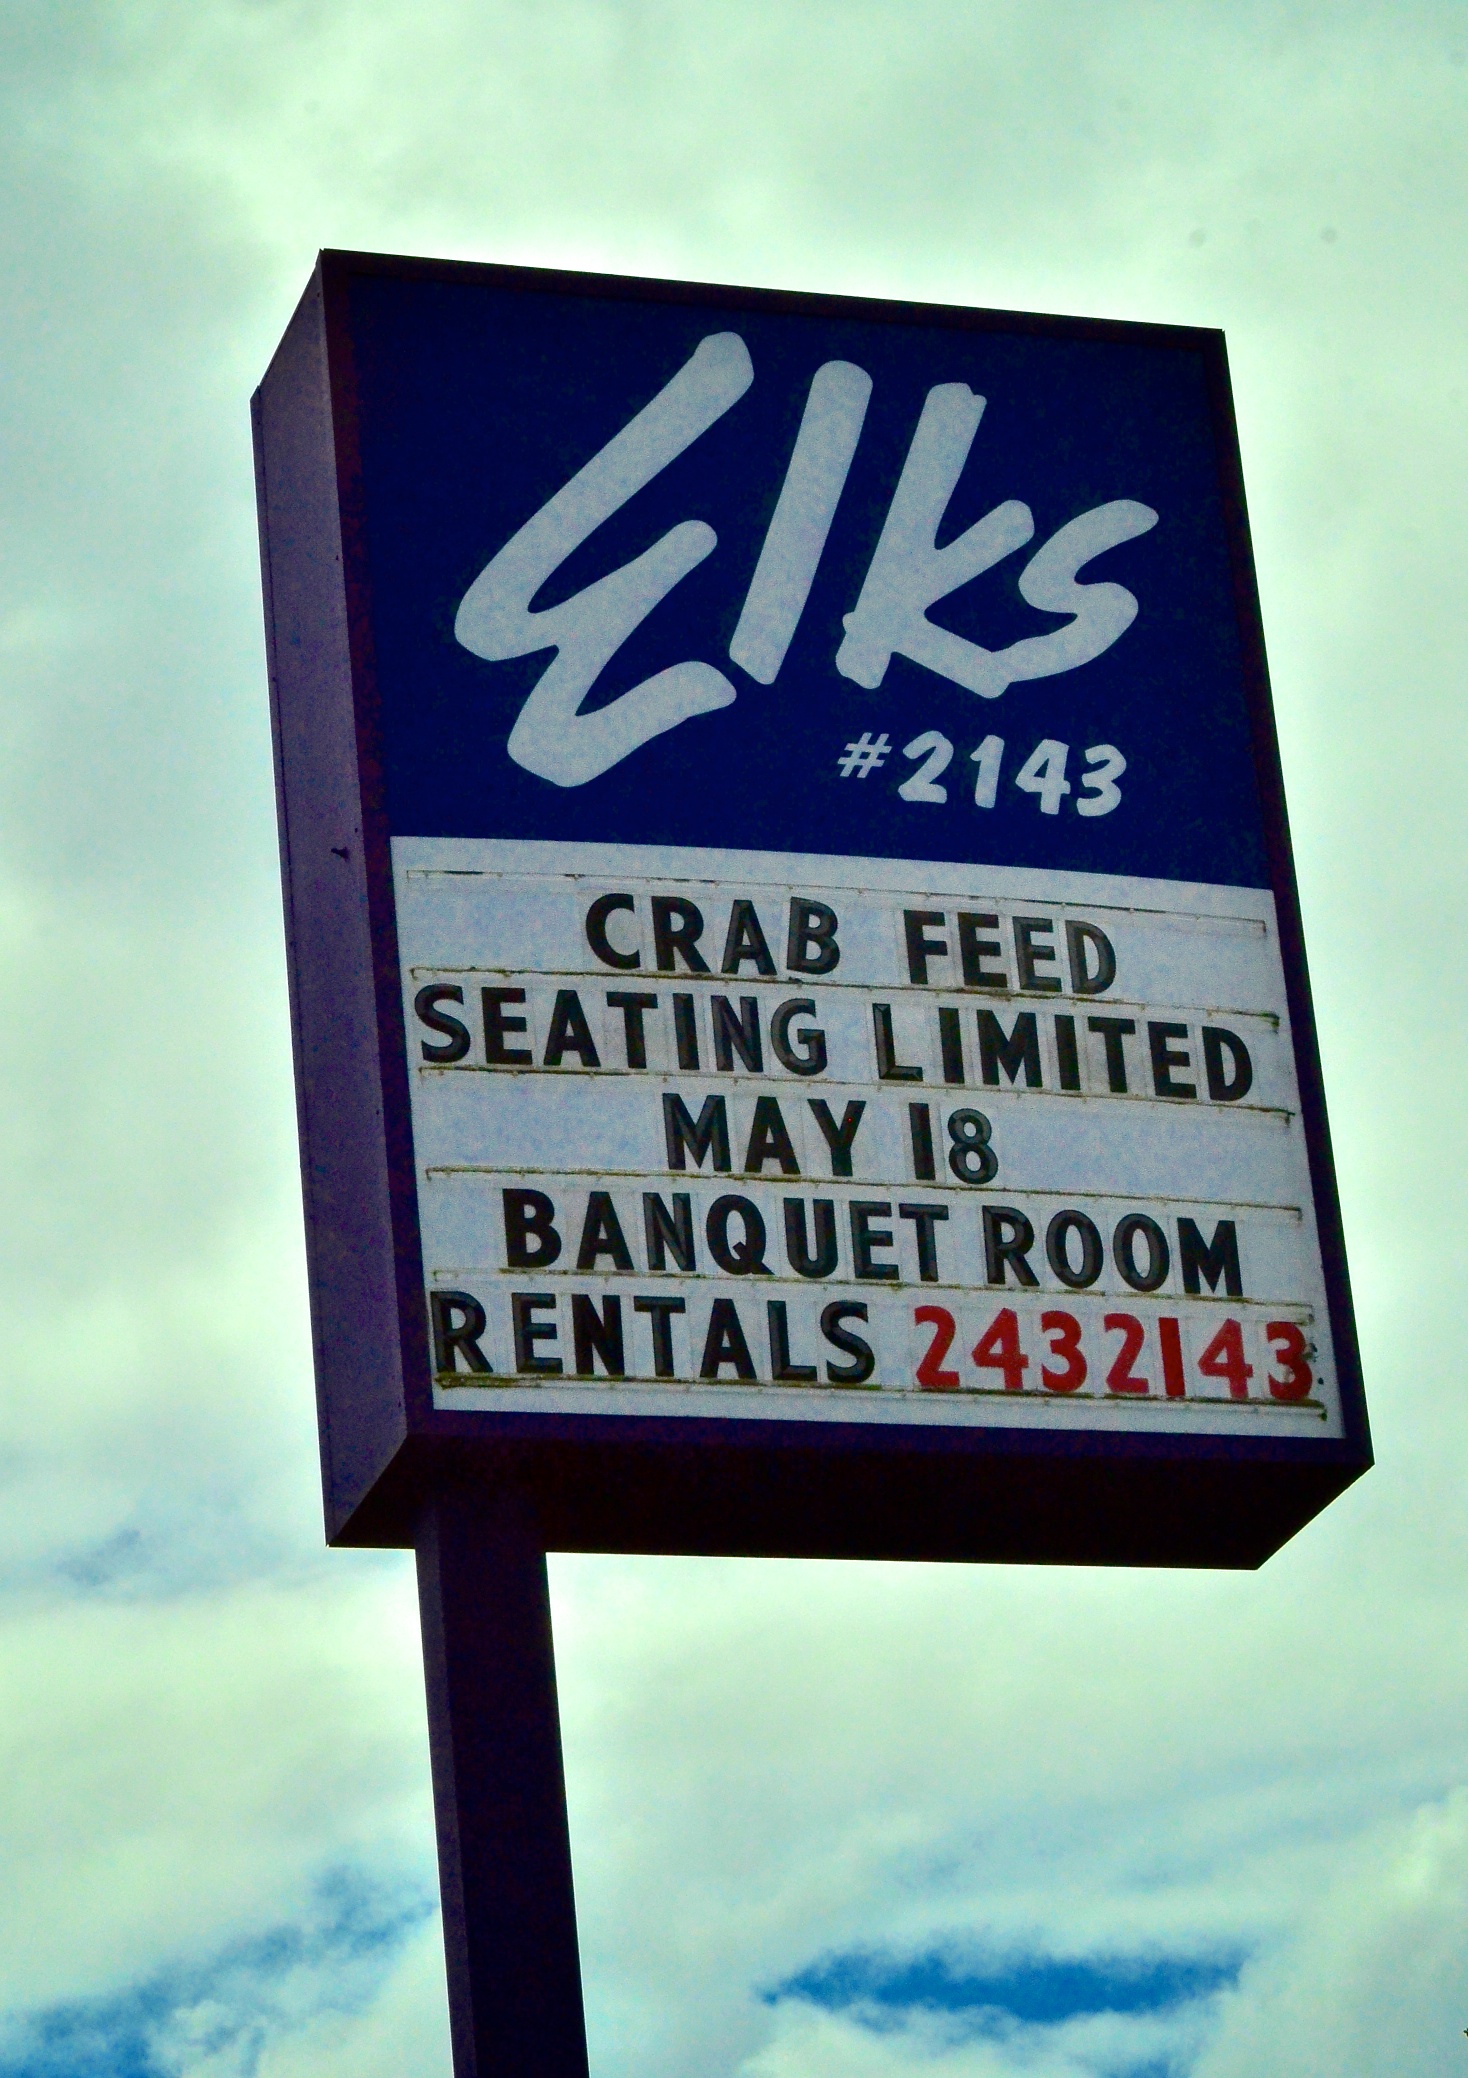 Elks
#2143
CRAB FEED
SEATING LIMITED
MAY 18
BANQUET ROOM
RENTALS 2432143